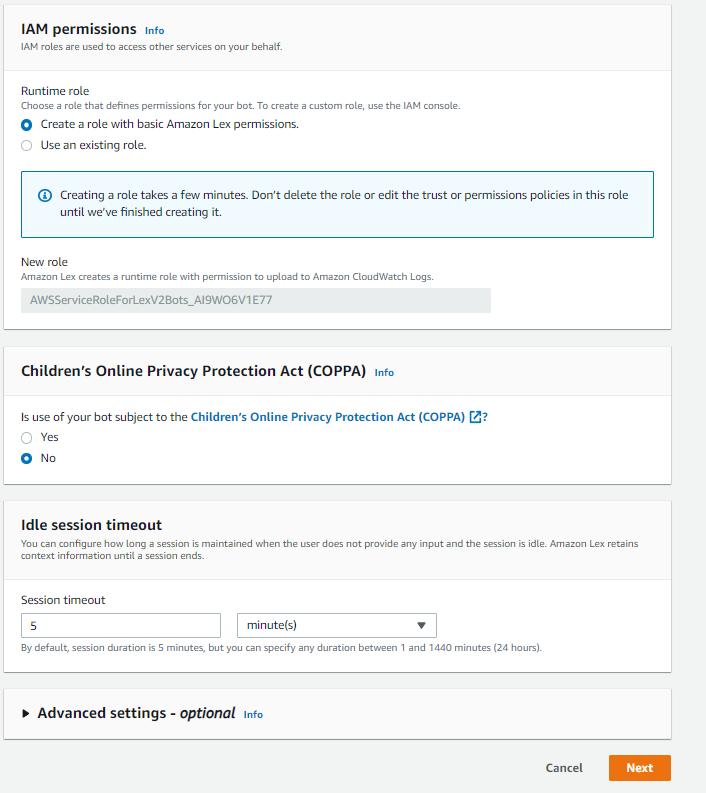 IAM permissions Info
IAM roles are used to access other services on your behalf.
Runtime role
Choose a role that defines permissions for your bot. To create a custom role, use the IAM console.
Create a role with basic Amazon Lex permissions.
Use an existing role.
Creating a role takes a few minutes. Don’t delete the role or edit the trust or permissions policies in this role
until we’ve finished creating it.
New role
Amazon Lex creates a runtime role with permission to upload to Amazon CloudWatch Logs.
AWSServiceRoleForLexV2Bots_AI9WO6V1E77
Children’s Online Privacy Protection Act (COPPA) Info
Is use of your bot subject to the Children’s Online Privacy Protection Act (COPPA) ?
Yes
No
Idle session timeout
You can configure how long a session is maintained when the user does not provide any input and the session is idle. Amazon Lex retains
context information until a session ends.
Session timeout
5 minute(s)
By default, session duration is 5 minutes, but you can specify any duration between 1 and 1440 minutes (24 hours).
Advanced settings - optional Info
Cancel Next